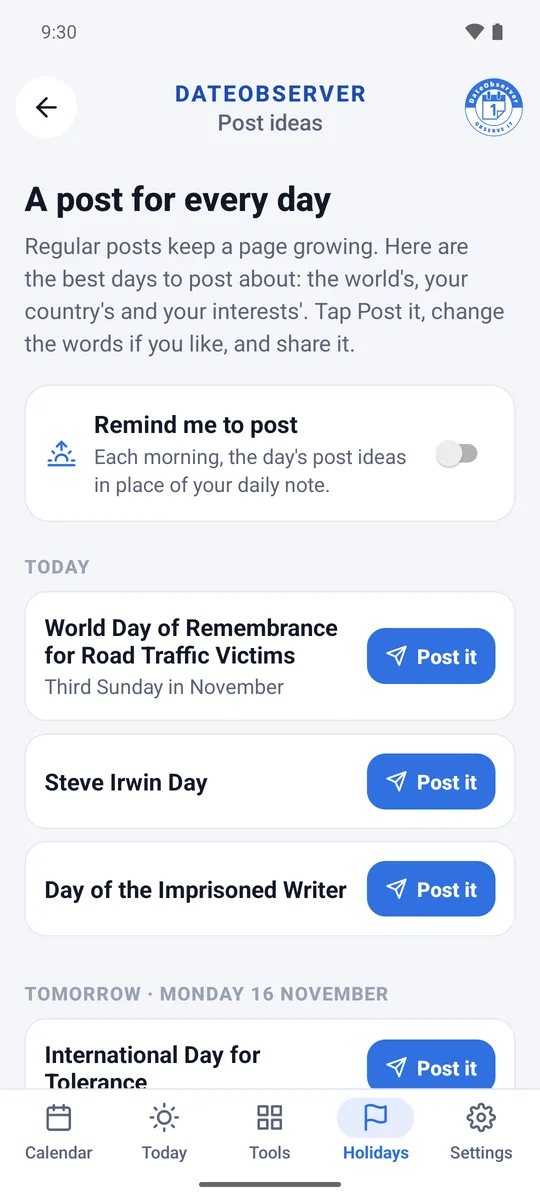 9:30
DATEOBSERVER
Post ideas
DateObserver
1
OBSERVE IT
A post for every day
Regular posts keep a page growing. Here are
the best days to post about: the world's, your
country's and your interests'. Tap Post it, change
the words if you like, and share it.
Remind me to post
Each morning, the day's post ideas
in place of your daily note.
TODAY
World Day of Remembrance
for Road Traffic Victims
Third Sunday in November
Post it
Steve Irwin Day
Post it
Day of the Imprisoned Writer
Post it
TOMORROW · MONDAY 16 NOVEMBER
International Day for
Tolerance
Post it
Calendar
Today
Tools
Holidays
Settings